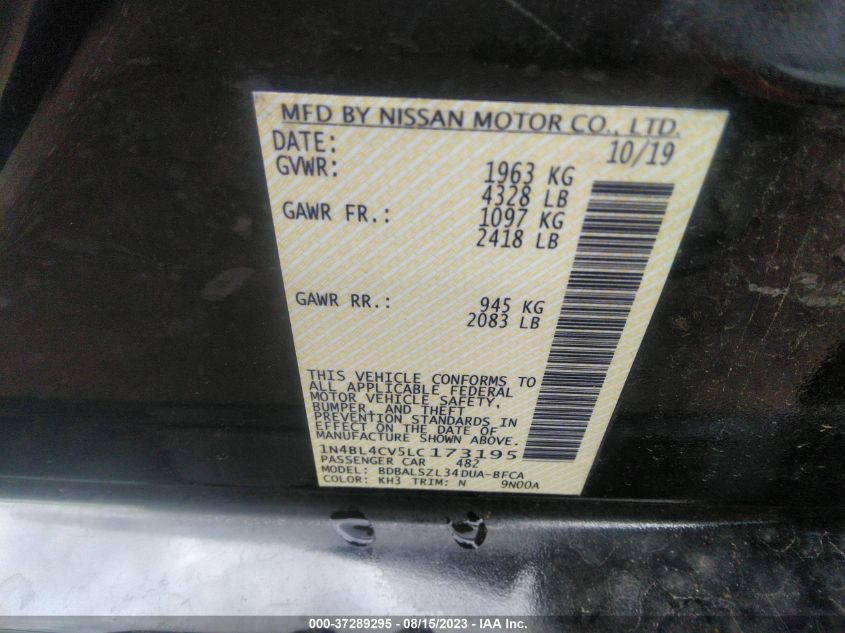 MFD BY NISSAN MOTOR CO., LTD.
DATE: 10/19
GVWR: 1963 KG
4328 LB
GAWR FR.: 1097 KG
2418 LB
GAWR RR.: 945 KG
2083 LB
THIS VEHICLE CONFORMS TO
ALL APPLICABLE FEDERAL
MOTOR VEHICLE SAFETY,
BUMPER, AND THEFT
PREVENTION STANDARDS IN
EFFECT ON THE DATE OF
MANUFACTURE SHOWN ABOVE.
1N4BL4CV5LC173195
PASSENGER CAR 482
MODEL: BDBALSZL34DUA-BFCA
COLOR: KH3 TRIM: N 9N00A
000-37289295 - 08/15/2023 - IAA Inc.